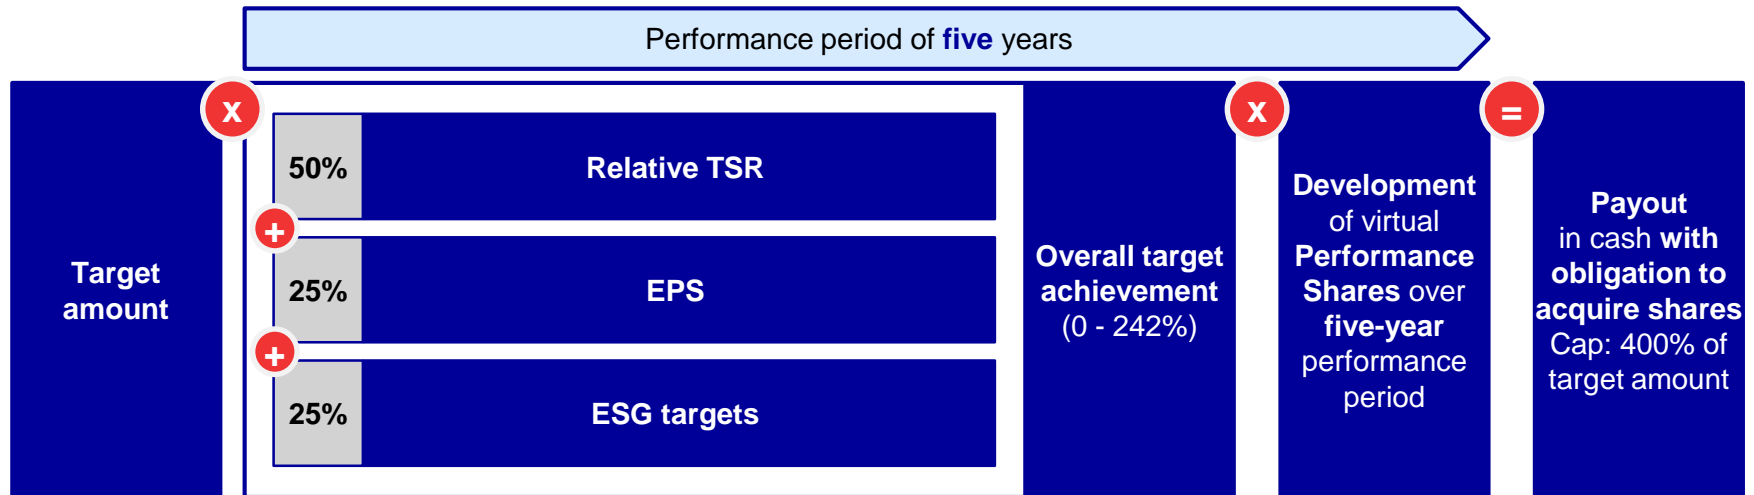 Performance period of five years
Target
amount
x
50%
Relative TSR
+
25%
EPS
+
25%
ESG targets
Overall target
achievement
(0 - 242%)
x
Development
of virtual
Performance
Shares over
five-year
performance
period
=
Payout
in cash with
obligation to
acquire shares
Cap: 400% of
target amount